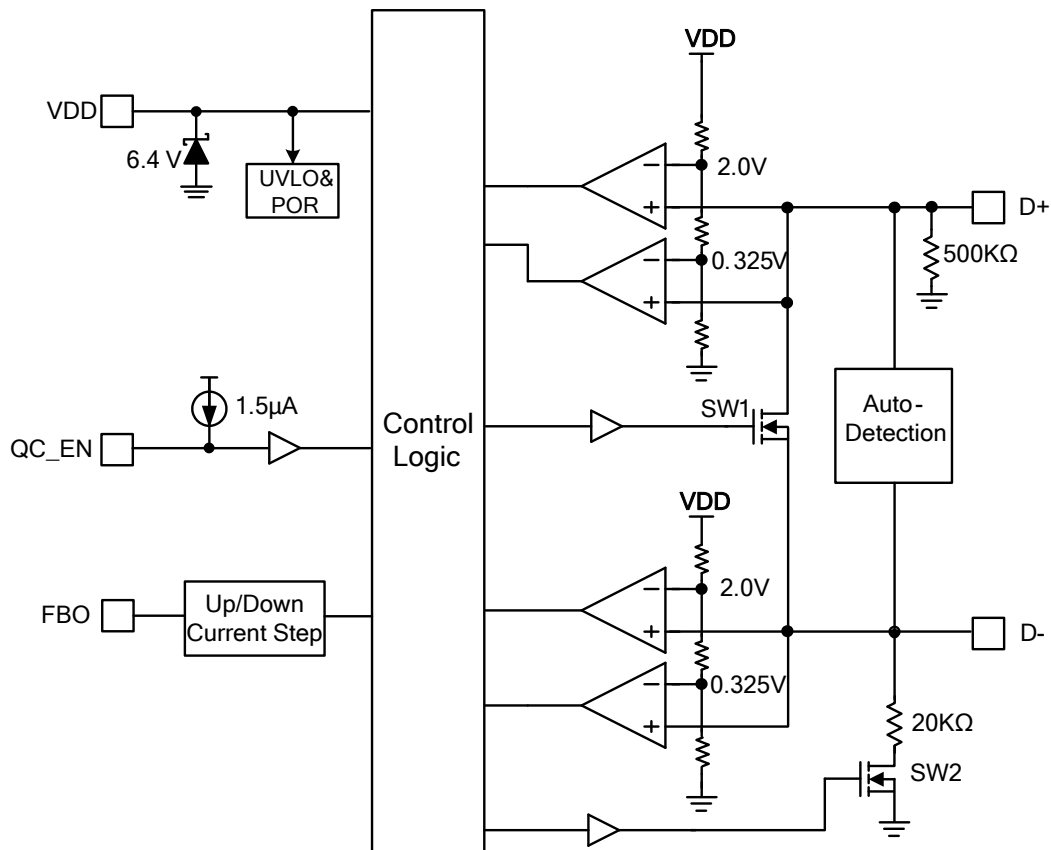 VDD
VDD
6.4 V
UVLO&
POR
2.0V
D+
0.325V
500KΩ
1.5µA
SW1
Auto-
Detection
QC_EN
Control
Logic
VDD
2.0V
FBO
Up/Down
Current Step
D-
0.325V
20KΩ
SW2